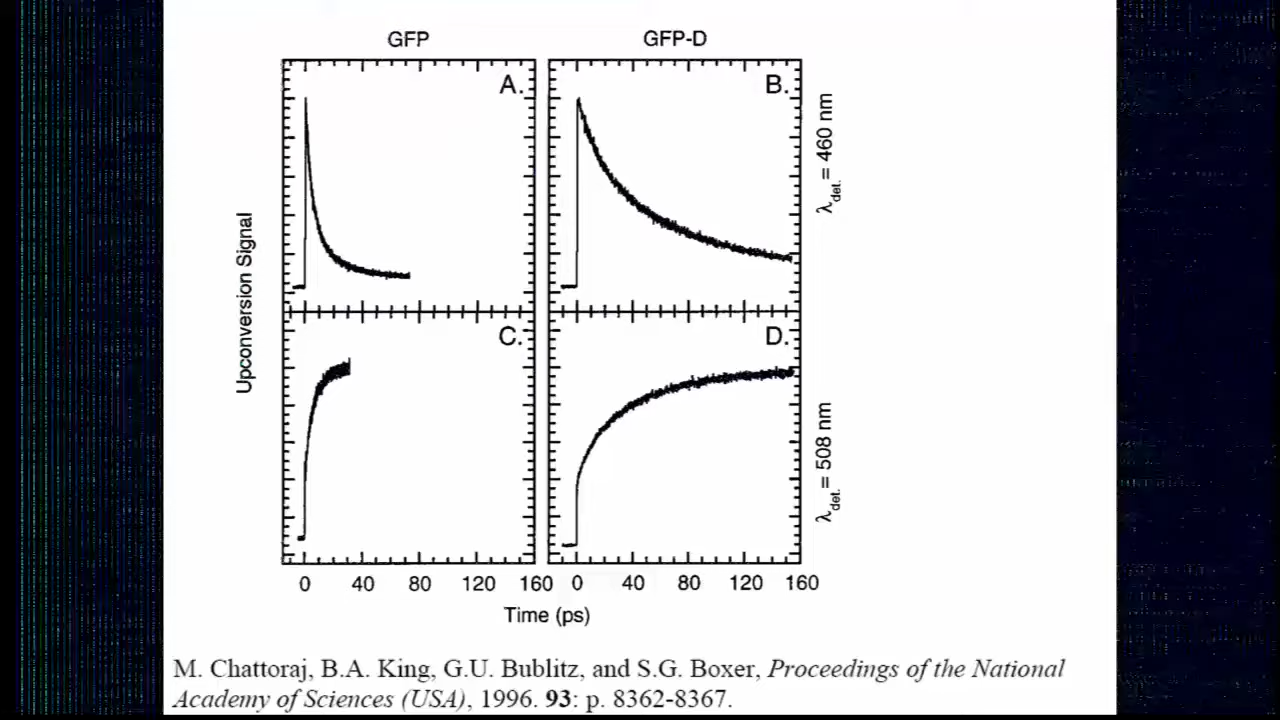 GFP
GFP-D
A.
B.
λdet. = 460 nm
Upconversion Signal
C.
D.
λdet. = 508 nm
0 40 80 120 160 0 40 80 120 160
Time (ps)
M. Chattoraj, B.A. King, G.U. Bublitz, and S.G. Boxer, Proceedings of the National
Academy of Sciences (USA), 1996. 93: p. 8362-8367.